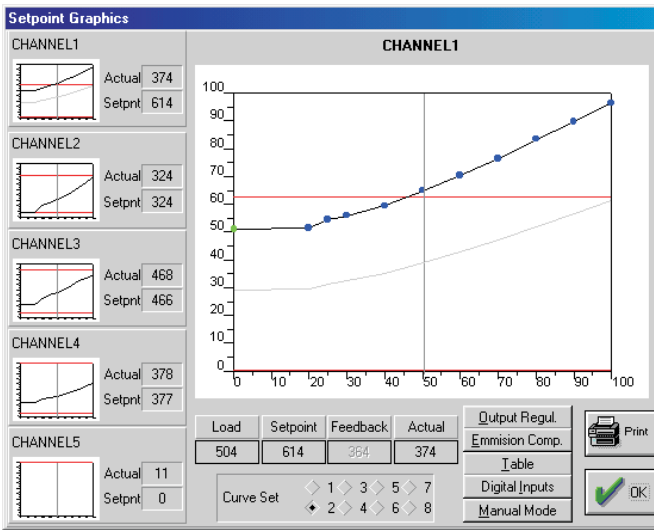 Setpoint Graphics
CHANNEL1
Actual 374
Setpnt 614
CHANNEL2
Actual 324
Setpnt 324
CHANNEL3
Actual 468
Setpnt 466
CHANNEL4
Actual 378
Setpnt 377
CHANNEL5
Actual 11
Setpnt 0
CHANNEL1
100
90
80
70
60
50
40
30
20
10
0
0 10 20 30 40 50 60 70 80 90 100
Load Setpoint Feedback Actual
504 614 364 374
Curve Set
1 3 5 7
2 4 6 8
Output Regul.
Emmision Comp.
Table
Digital Inputs
Manual Mode
Print
OK